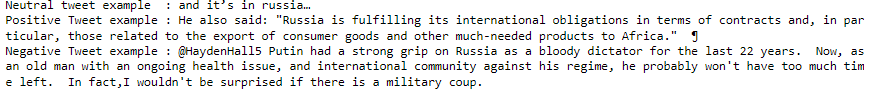 Neutral tweet example  : and it's in russia…
Positive Tweet example : He also said: "Russia is fulfilling its international obligations in terms of contracts and, in par
ticular, those related to the export of consumer goods and other much-needed products to Africa."  ¶
Negative Tweet example : @HaydenHall5 Putin had a strong grip on Russia as a bloody dictator for the last 22 years.  Now, as
an old man with an ongoing health issue, and international community against his regime, he probably won't have too much tim
e left.  In fact,I wouldn't be surprised if there is a military coup.